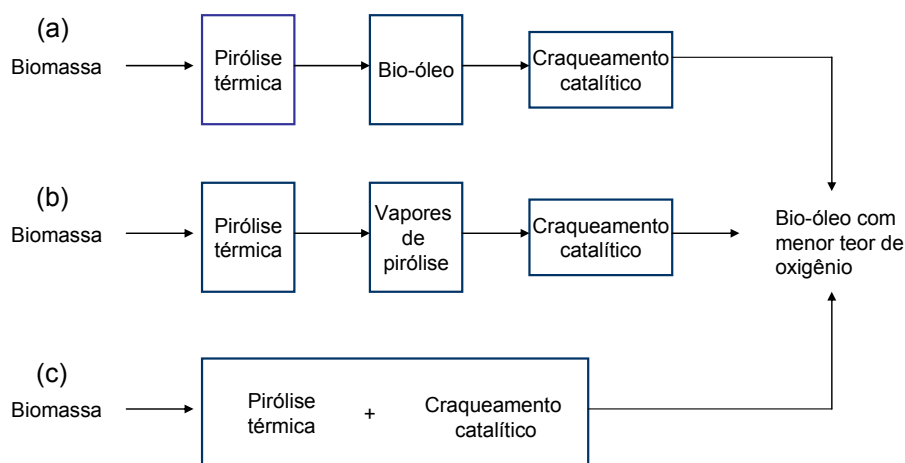 (a)
Biomassa
Pirólise
térmica
Bio-óleo
Craqueamento
catalítico
(b)
Biomassa
Pirólise
térmica
Vapores
de
pirólise
Craqueamento
catalítico
Bio-óleo com
menor teor de
oxigênio
(c)
Biomassa
Pirólise
térmica
+
Craqueamento
catalítico